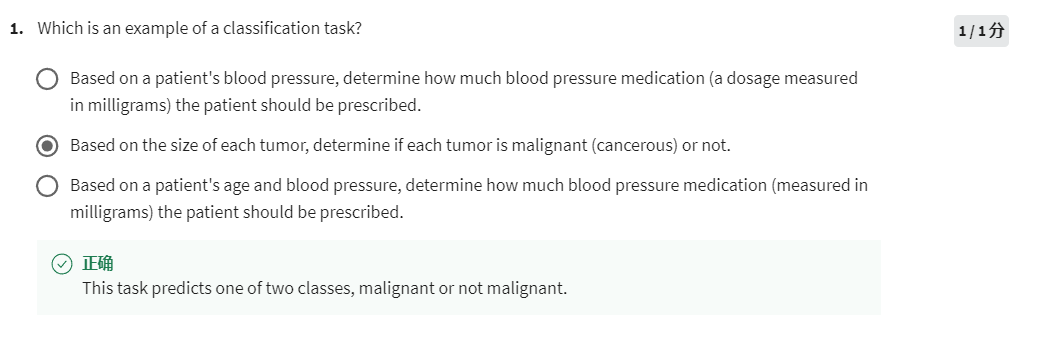 1. Which is an example of a classification task?
1 / 1 分
Based on a patient's blood pressure, determine how much blood pressure medication (a dosage measured
in milligrams) the patient should be prescribed.
Based on the size of each tumor, determine if each tumor is malignant (cancerous) or not.
Based on a patient's age and blood pressure, determine how much blood pressure medication (measured in
milligrams) the patient should be prescribed.
正确
This task predicts one of two classes, malignant or not malignant.